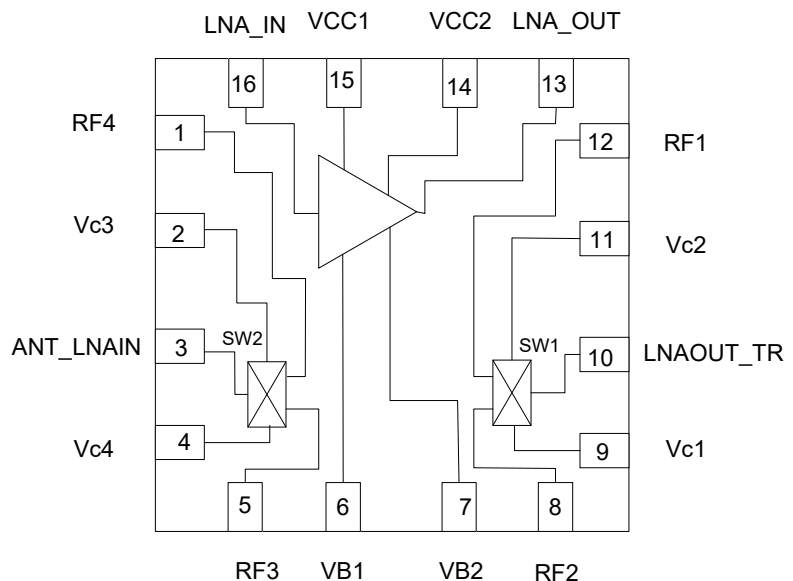 LNA_IN VCC1 VCC2 LNA_OUT
16 15 14 13
RF4 1 12 RF1
Vc3 2 11 Vc2
ANT_LNAIN 3 SW2 SW1 10 LNAOUT_TR
Vc4 4 9 Vc1
5 6 7 8
RF3 VB1 VB2 RF2